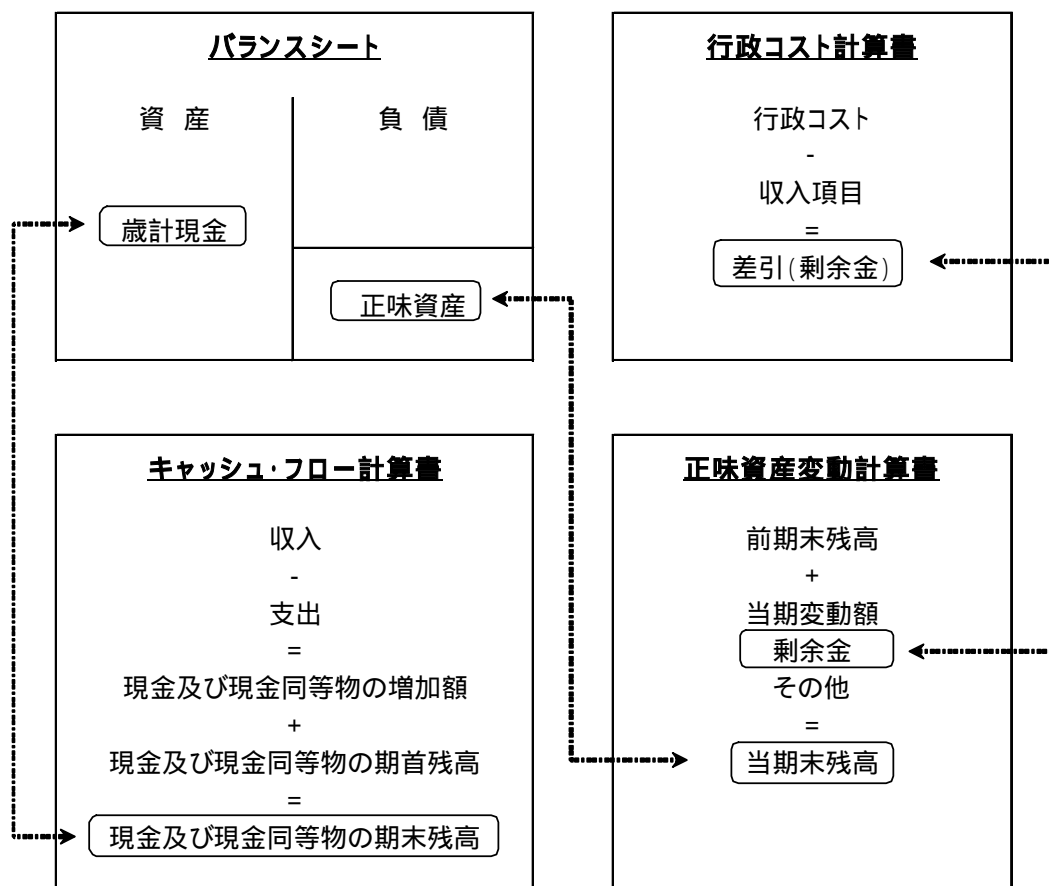 バランスシート
資 産
負 債
歳計現金
正味資産
行政コスト計算書
行政コスト
-
収入項目
=
差引(剰余金)
キャッシュ・フロー計算書
収入
-
支出
=
現金及び現金同等物の増加額
+
現金及び現金同等物の期首残高
=
現金及び現金同等物の期末残高
正味資産変動計算書
前期末残高
+
当期変動額
剰余金
その他
=
当期末残高